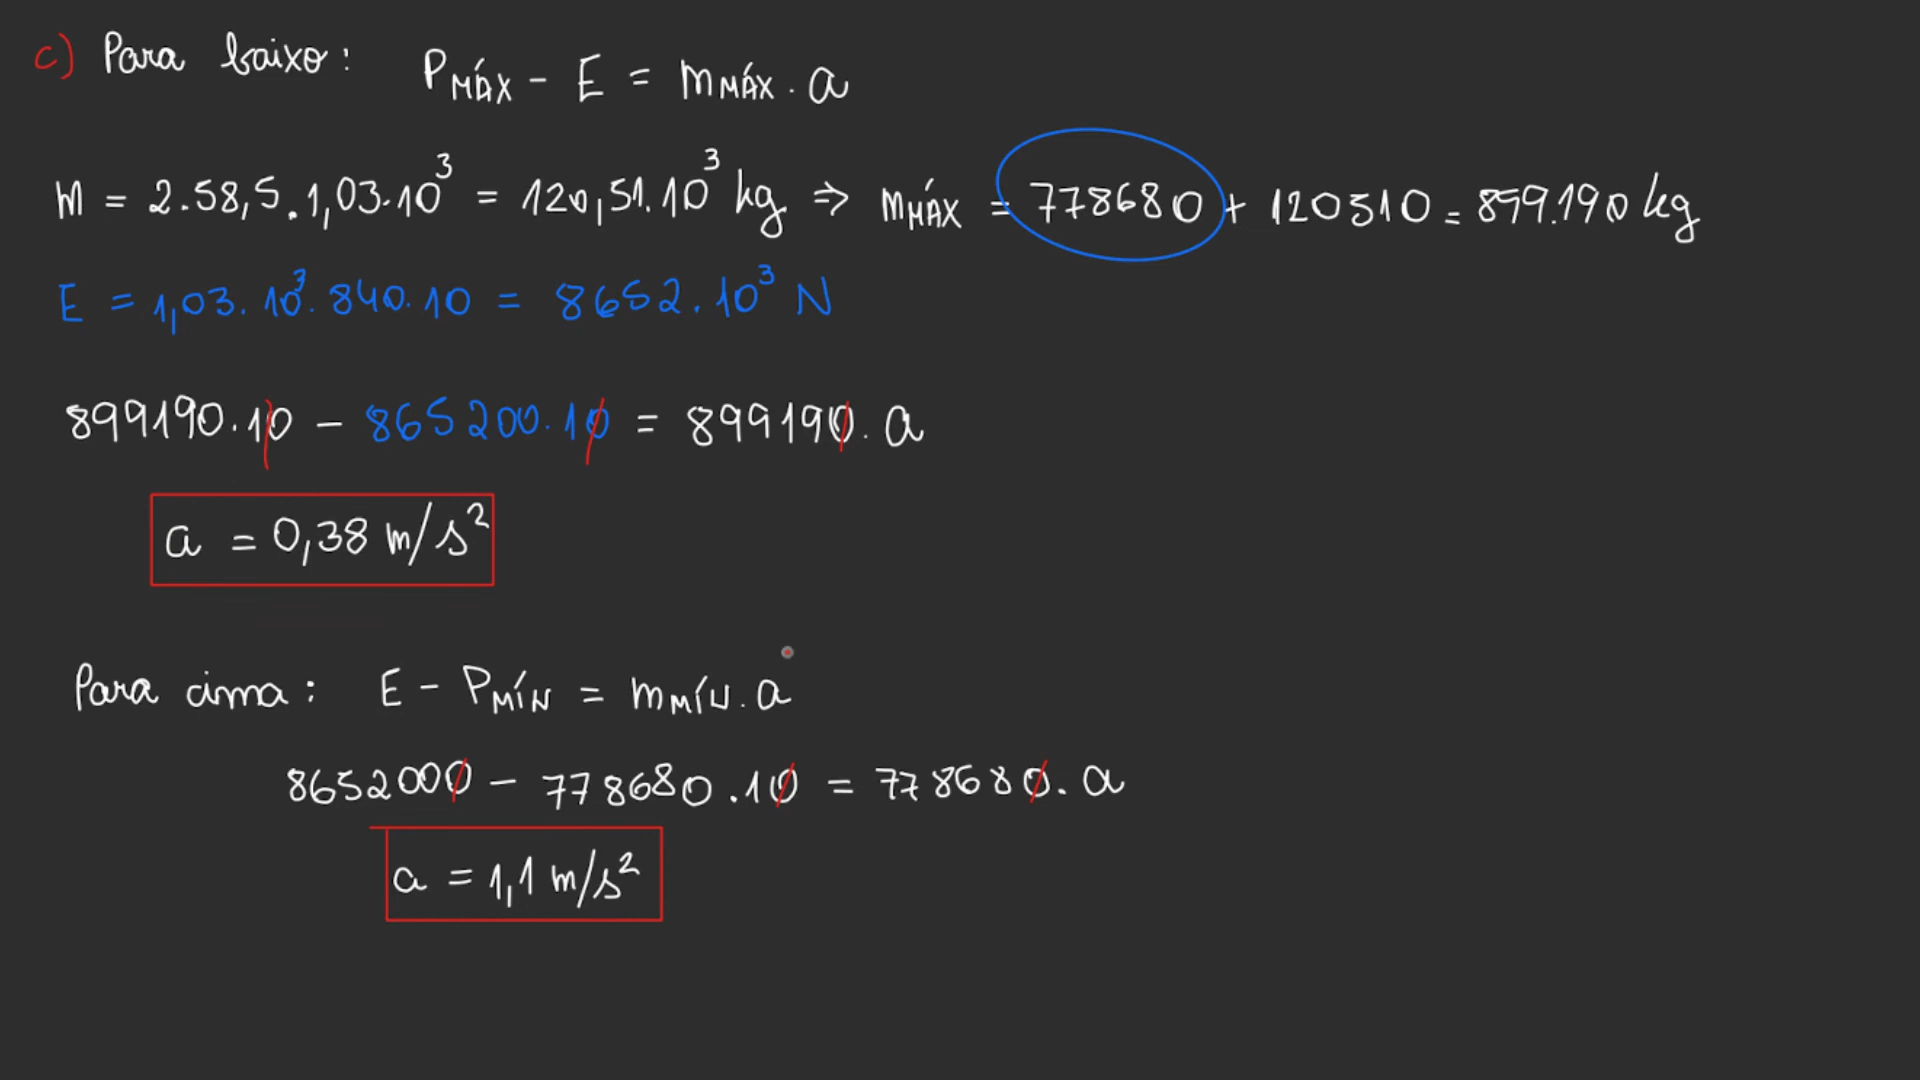 c) Para baixo: PMÁX - E = mMÁX . a
M = 2.58,5.1,03.10³ = 120,51.10³ kg ⇒ mMÁX = 778680 + 120510 = 899.190 kg
E = 1,03.10³.840.10 = 8652.10³ N
899190.10 - 865200.10 = 899190. a
a = 0,38 m/s²
Para cima: E - PMÍN = mMÍN. a
8652000 - 778680.10 = 778680. a
a = 1,1 m/s²